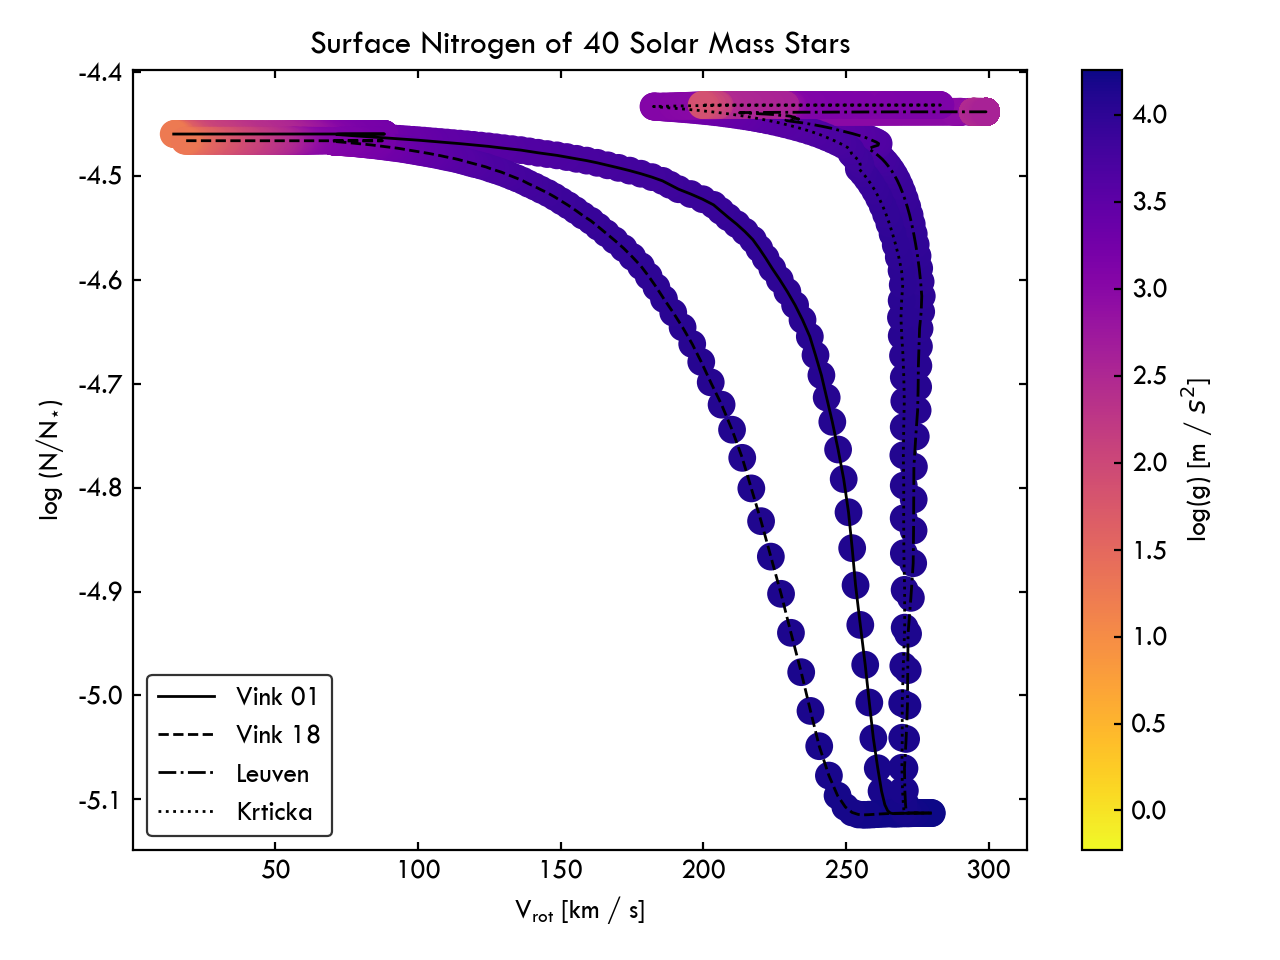 Surface Nitrogen of 40 Solar Mass Stars
-4.4
-4.5
-4.6
-4.7
-4.8
-4.9
-5.0
-5.1
log (N/N⋆)
50 100 150 200 250 300
Vrot [km / s]
Vink 01
Vink 18
Leuven
Krticka
4.0
3.5
3.0
2.5
2.0
1.5
1.0
0.5
0.0
log(g) [m / s²]